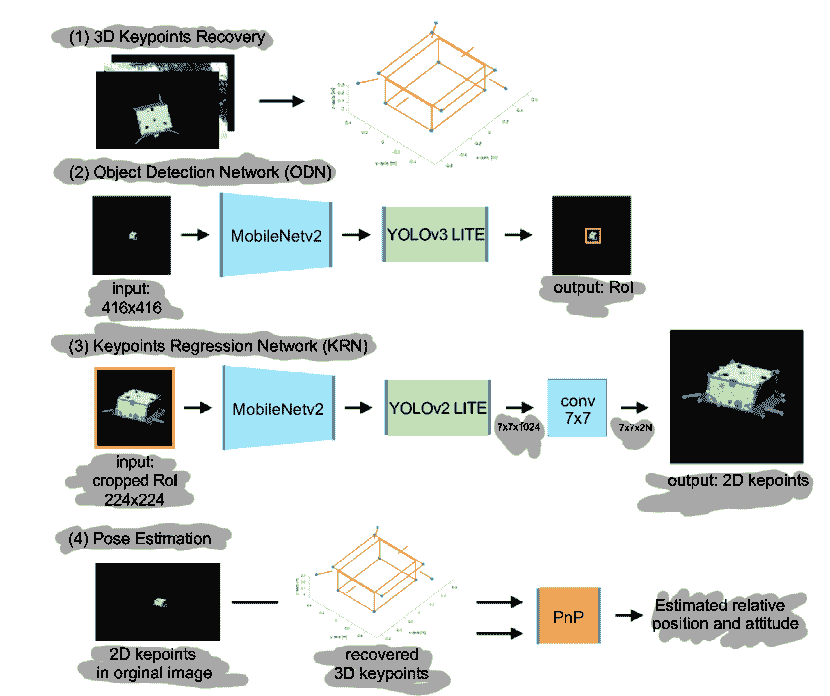 (1) 3D Keypoints Recovery
(2) Object Detection Network (ODN)
MobileNetv2
YOLOv3 LITE
input:
416x416
output: RoI
(3) Keypoints Regression Network (KRN)
MobileNetv2
YOLOv2 LITE
conv
7x7
7x7x1024
7x7x2N
input:
cropped RoI
224x224
output: 2D kepoints
(4) Pose Estimation
PnP
Estimated relative
position and attitude
2D kepoints
in orginal image
recovered
3D keypoints